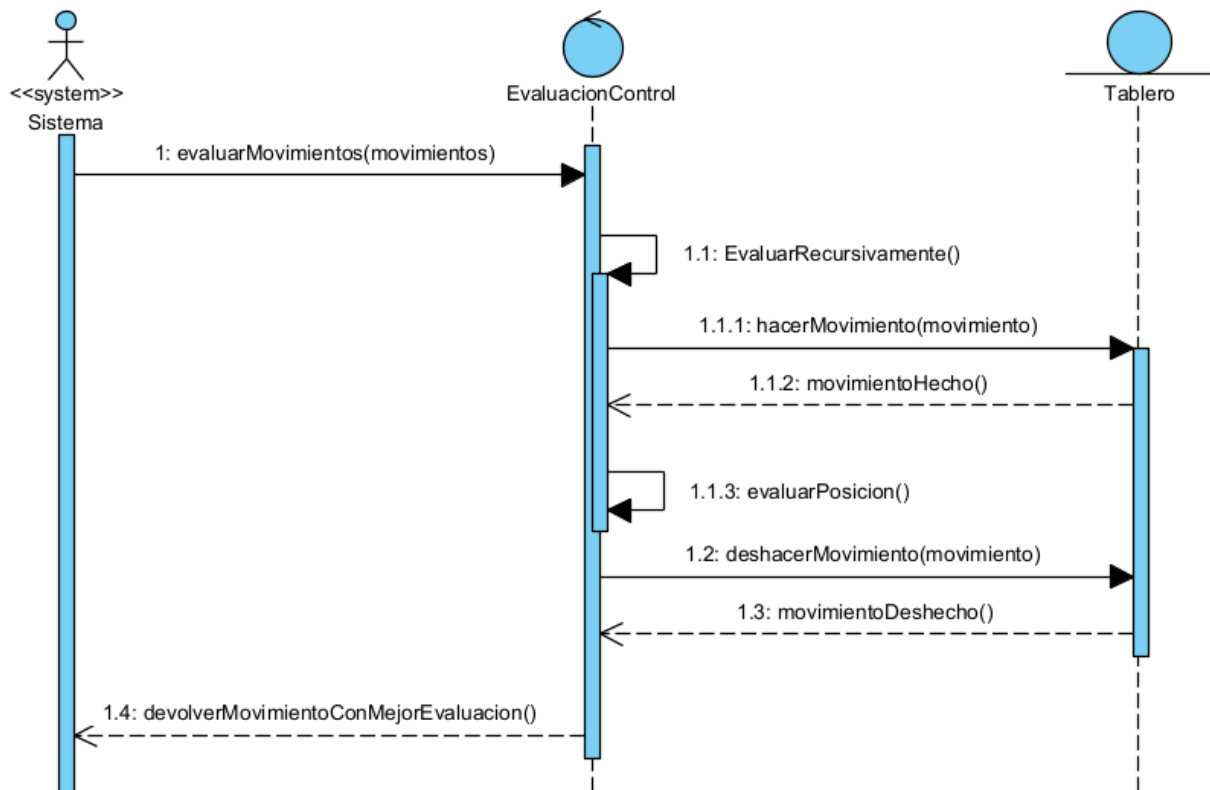 <<system>>
Sistema
EvaluacionControl
Tablero
1: evaluarMovimientos(movimientos)
1.1: EvaluarRecursivamente()
1.1.1: hacerMovimiento(movimiento)
1.1.2: movimientoHecho()
1.1.3: evaluarPosicion()
1.2: deshacerMovimiento(movimiento)
1.3: movimientoDeshecho()
1.4: devolverMovimientoConMejorEvaluacion()